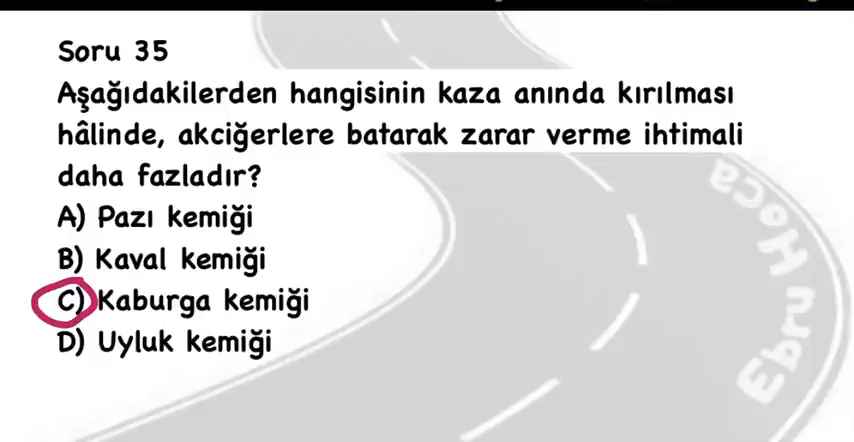 Soru 35
Aşağıdakilerden hangisinin kaza anında kırılması
hâlinde, akciğerlere batarak zarar verme ihtimali
daha fazladır?
A) Pazı kemiği
B) Kaval kemiği
C) Kaburga kemiği
D) Uyluk kemiği
Ebru Hoca